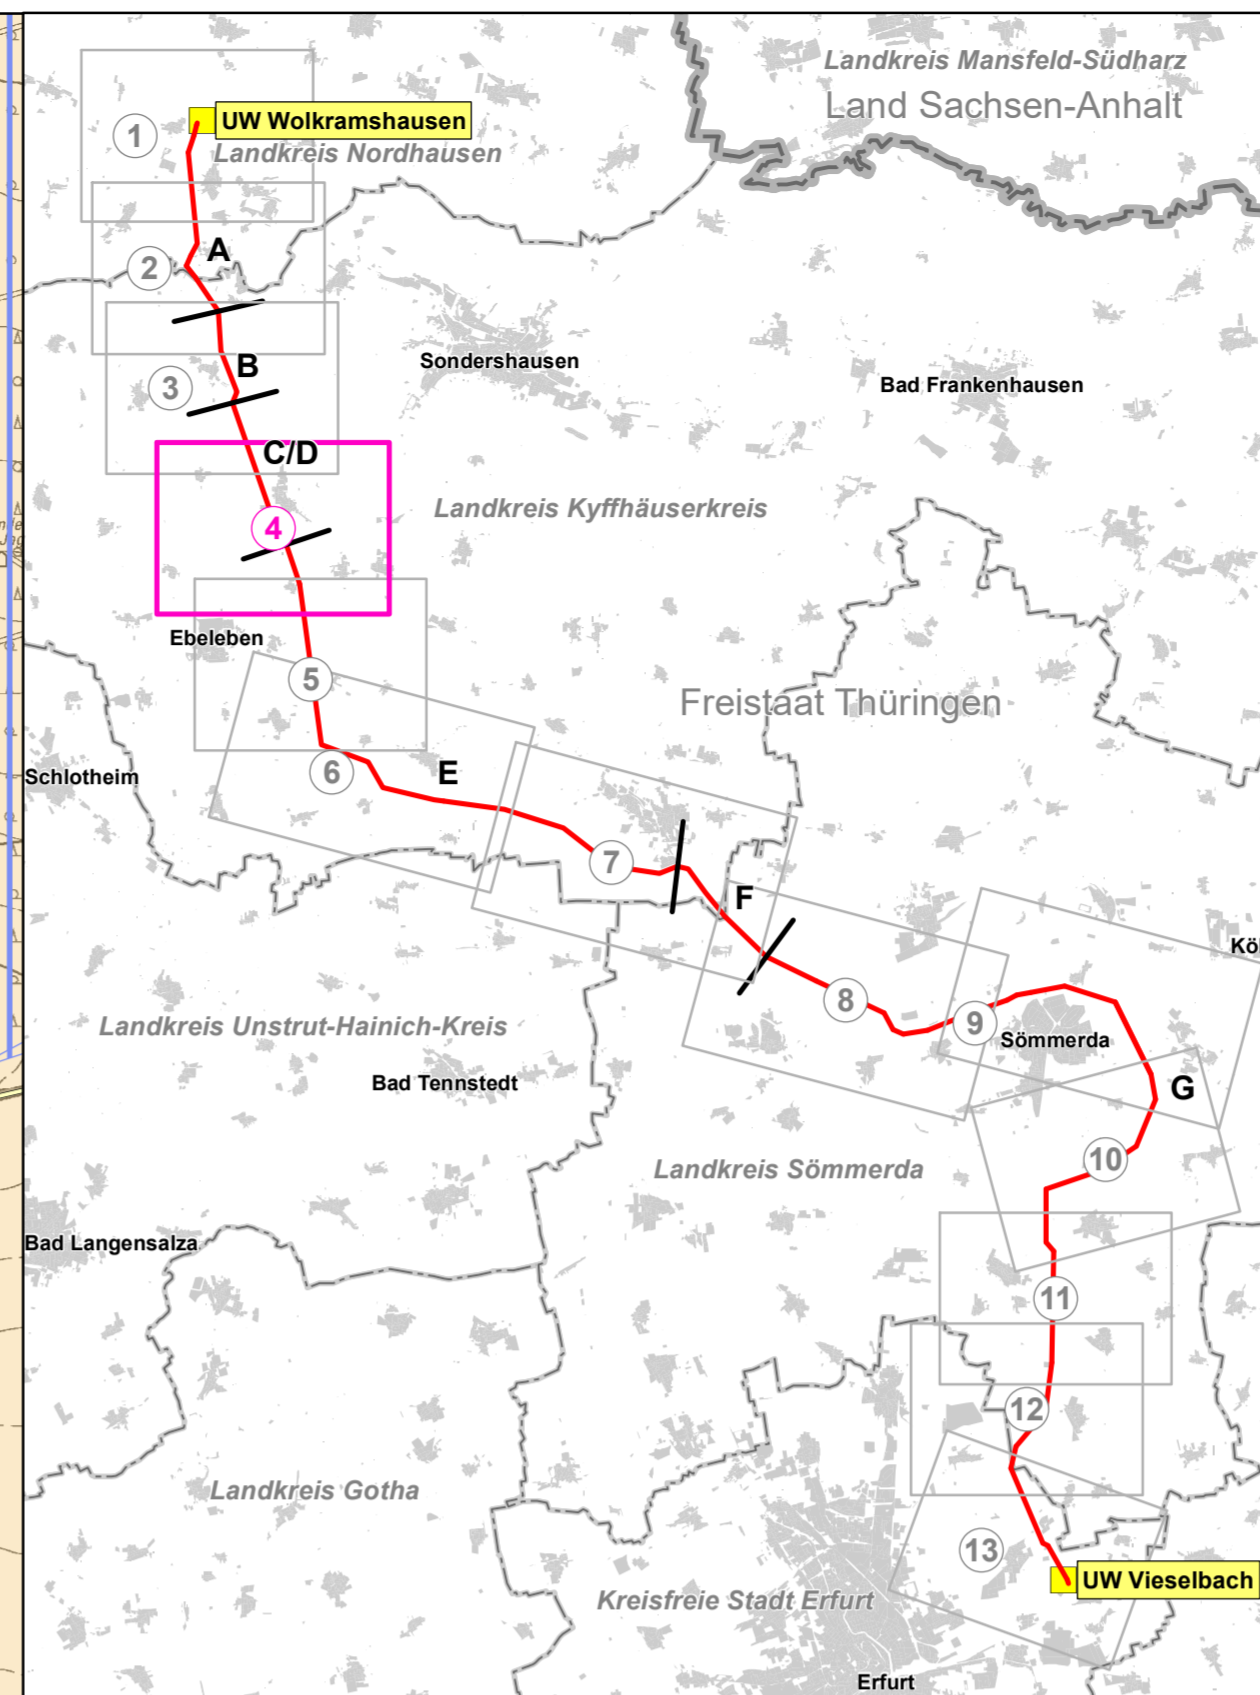 Landkreis Mansfeld-Südharz
Land Sachsen-Anhalt
UW Wolkramshausen
1
Landkreis Nordhausen
A
2
B
3
Sondershausen
Bad Frankenhausen
C/D
Landkreis Kyffhäuserkreis
4
Ebeleben
5
Freistaat Thüringen
6
E
Schlotheim
7
F
Kö
8
9
Landkreis Unstrut-Hainich-Kreis
Sömmerda
Bad Tennstedt
G
10
Landkreis Sömmerda
Bad Langensalza
11
12
Landkreis Gotha
13
UW Vieselbach
Kreisfreie Stadt Erfurt
Erfurt